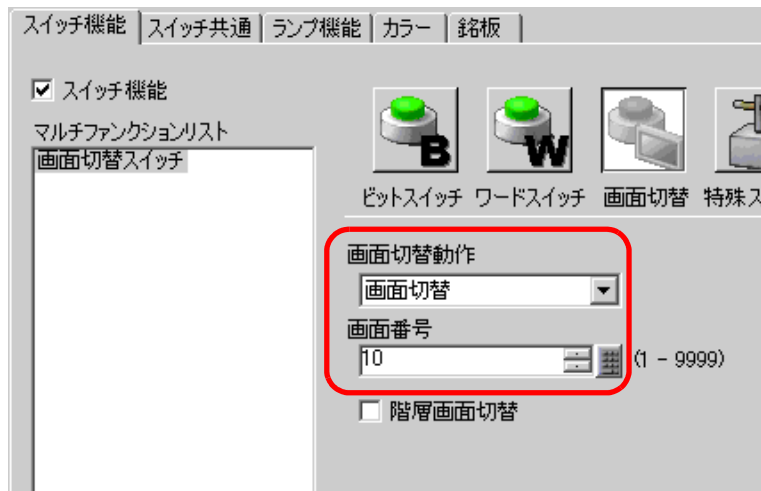 スイッチ機能 スイッチ共通 ランプ機能 カラー 銘板
スイッチ機能
マルチファンクションリスト
画面切替スイッチ
B W
ビットスイッチ ワードスイッチ 画面切替 特殊ス
画面切替動作
画面切替
画面番号
10 (1 - 9999)
階層画面切替